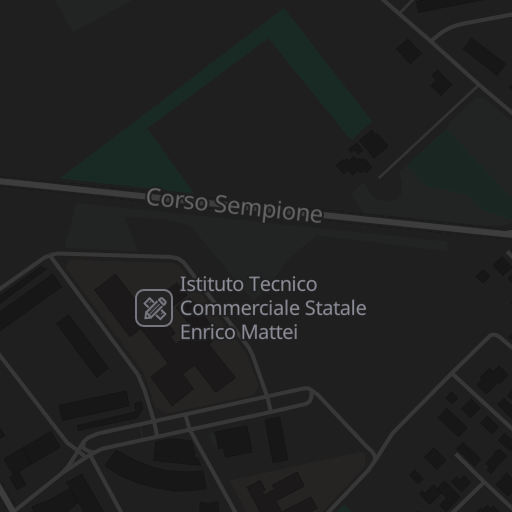 Corso Sempione
Istituto Tecnico
Commerciale Statale
Enrico Mattei